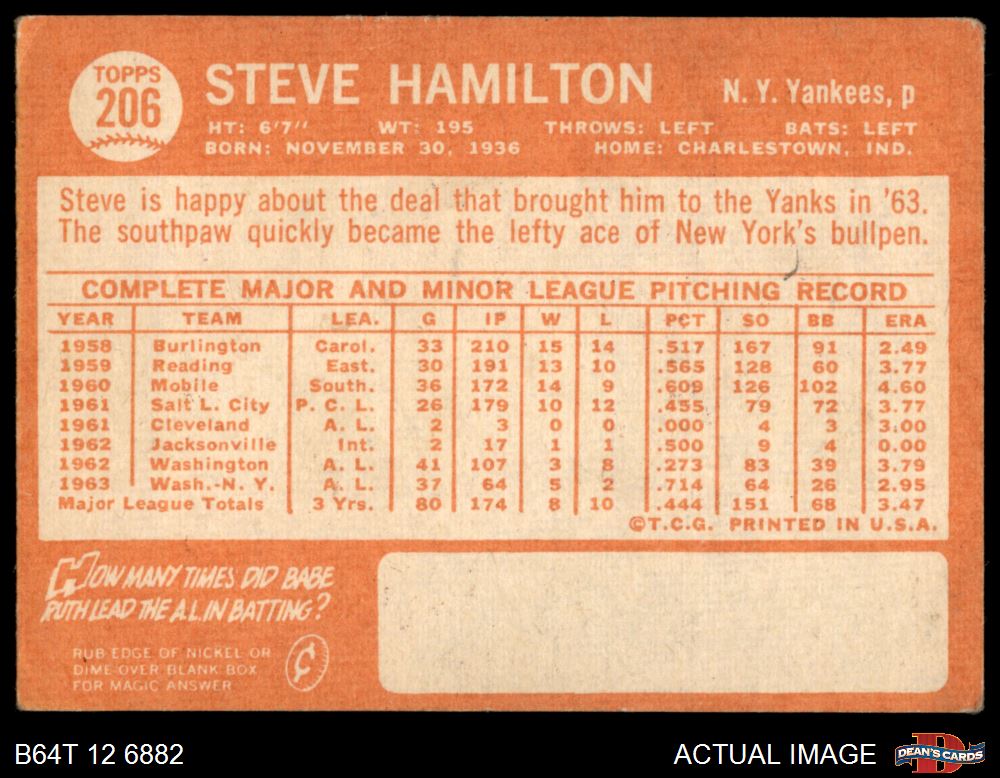 TOPPS
206
STEVE HAMILTON
N. Y. Yankees, p
HT: 6'7'' WT: 195 THROWS: LEFT BATS: LEFT
BORN: NOVEMBER 30, 1936 HOME: CHARLESTOWN, IND.
Steve is happy about the deal that brought him to the Yanks in '63.
The southpaw quickly became the lefty ace of New York's bullpen.
COMPLETE MAJOR AND MINOR LEAGUE PITCHING RECORD
YEAR TEAM LEA. G IP W L PCT SO BB ERA
1958 Burlington Carol. 33 210 15 14 .517 167 91 2.49
1959 Reading East. 30 191 13 10 .565 128 60 3.77
1960 Mobile South. 36 172 14 9 .609 126 102 4.60
1961 Salt L. City P. C. L. 26 179 10 12 .455 79 72 3.77
1961 Cleveland A. L. 2 3 0 0 .000 4 3 3.00
1962 Jacksonville Int. 2 17 1 1 .500 9 4 0.00
1962 Washington A. L. 41 107 3 8 .273 83 39 3.79
1963 Wash.-N. Y. A. L. 37 64 5 2 .714 64 26 2.95
Major League Totals 3 Yrs. 80 174 8 10 .444 151 68 3.47
©T.C.G. PRINTED IN U.S.A.
HOW MANY TIMES DID BABE
RUTH LEAD THE A.L. IN BATTING?
RUB EDGE OF NICKEL OR
DIME OVER BLANK BOX
FOR MAGIC ANSWER
¢
B64T 12 6882
ACTUAL IMAGE
D
DEAN'S CARDS